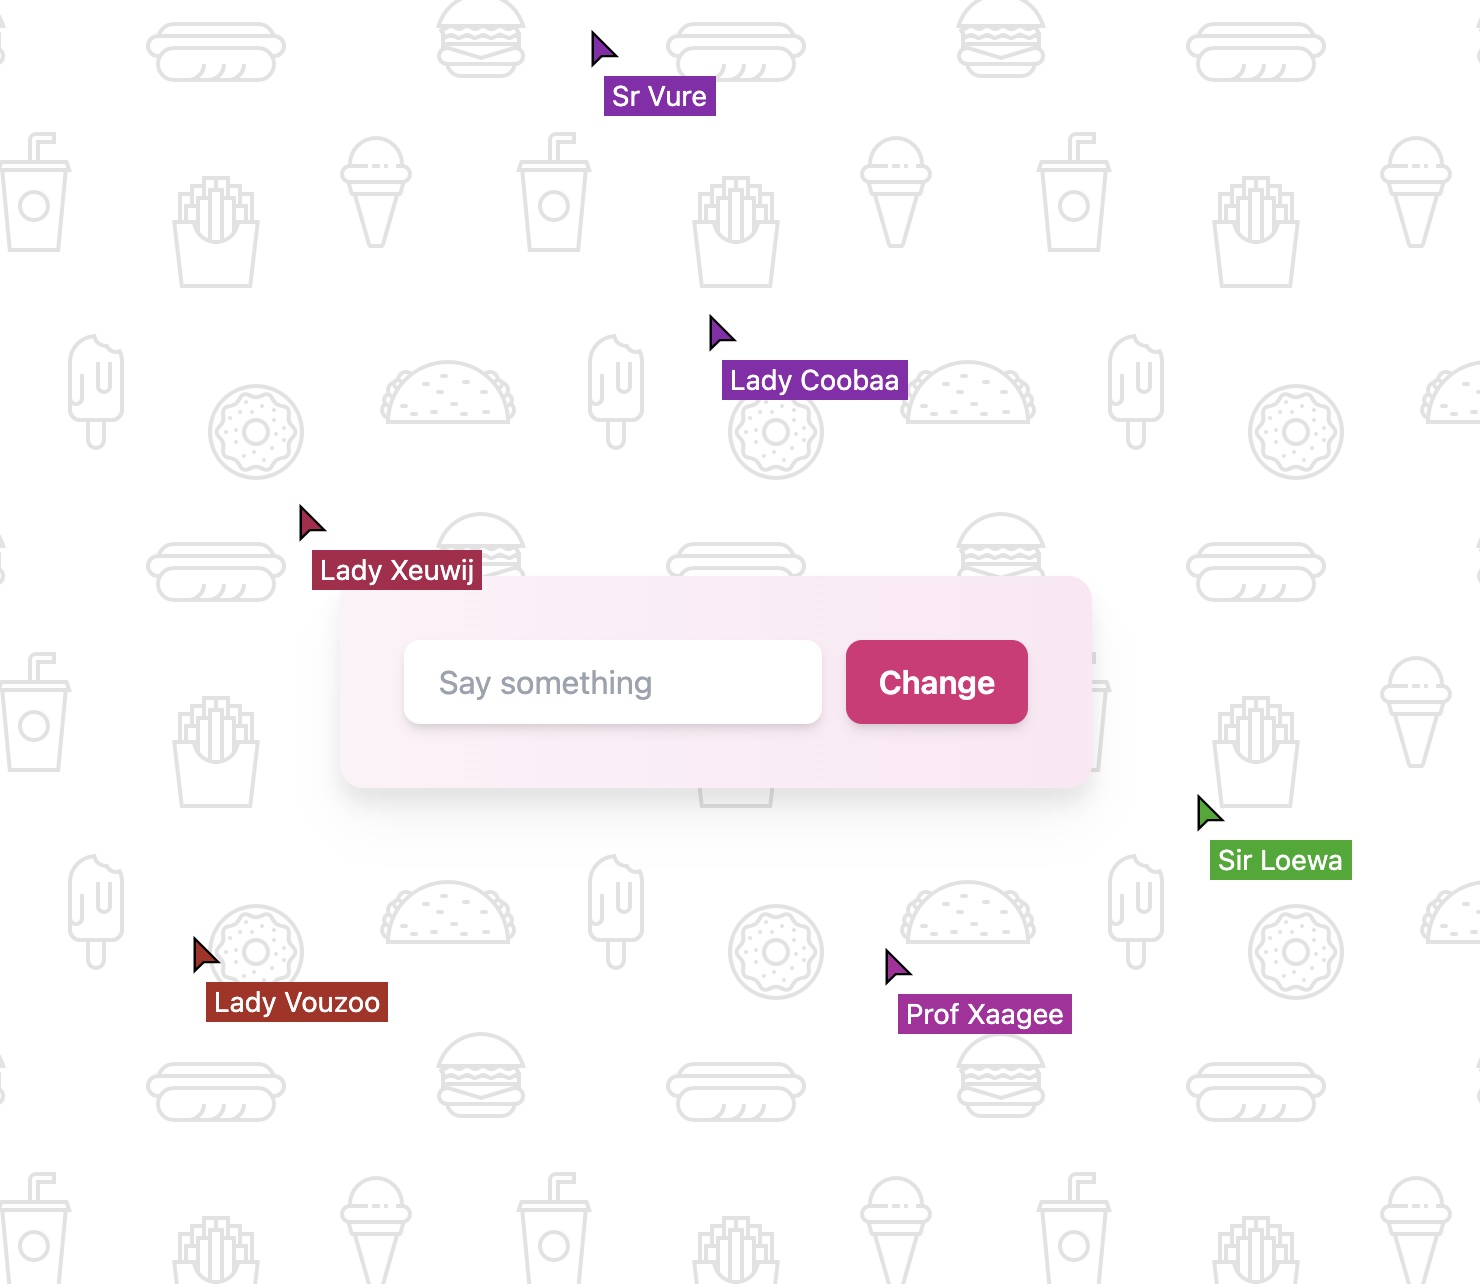 Sr Vure
Lady Coobaa
Lady Xeuwij
Say something
Change
Sir Loewa
Lady Vouzoo
Prof Xaagee